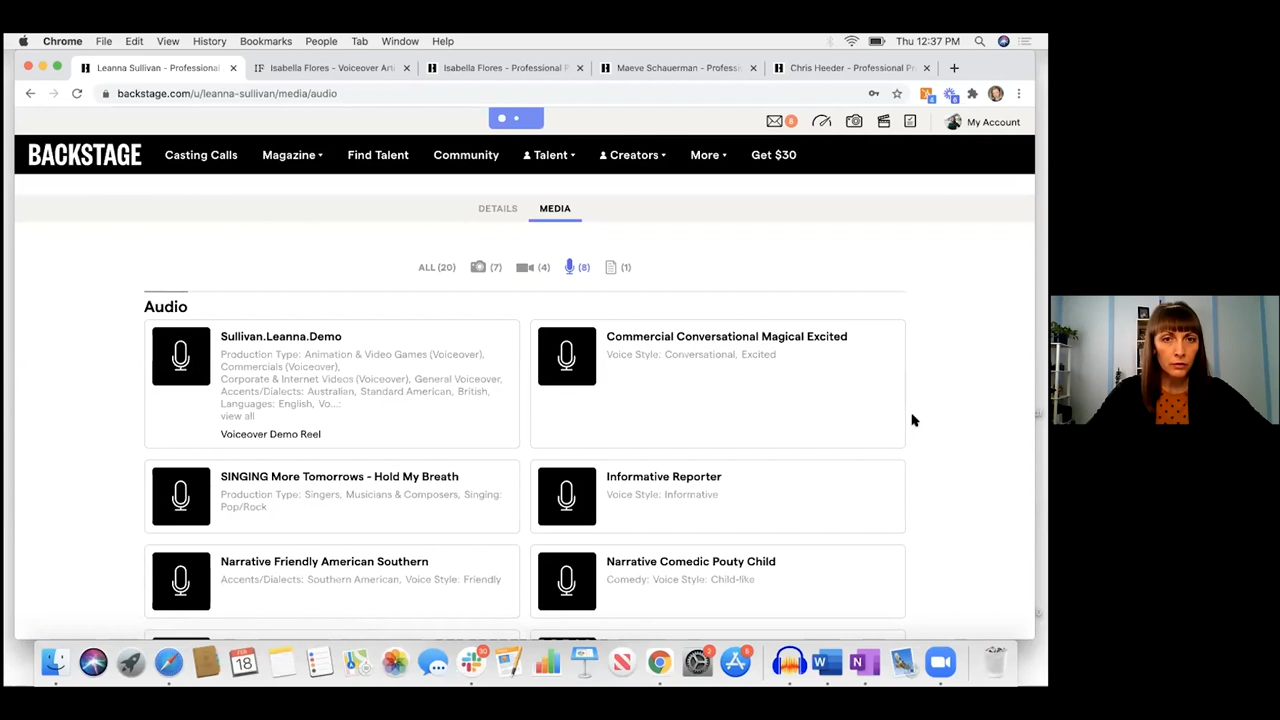 Chrome File Edit View History Bookmarks People Tab Window Help Thu 12:37 PM
Leanna Sullivan - Professional Isabella Flores - Voiceover Arti Isabella Flores - Professional P Maeve Schauerman - Profession Chris Heeder - Professional Pr
backstage.com/u/leanna-sullivan/media/audio
8 My Account
BACKSTAGE Casting Calls Magazine Find Talent Community Talent Creators More Get $30
DETAILS MEDIA
ALL (20) (7) (4) (8) (1)
Audio
Sullivan.Leanna.Demo
Production Type: Animation & Video Games (Voiceover),
Commercials (Voiceover),
Corporate & Internet Videos (Voiceover), General Voiceover,
Accents/Dialects: Australian, Standard American, British,
Languages: English, Vo...:
view all
Voiceover Demo Reel
Commercial Conversational Magical Excited
Voice Style: Conversational, Excited
SINGING More Tomorrows - Hold My Breath
Production Type: Singers, Musicians & Composers, Singing:
Pop/Rock
Informative Reporter
Voice Style: Informative
Narrative Friendly American Southern
Accents/Dialects: Southern American, Voice Style: Friendly
Narrative Comedic Pouty Child
Comedy: Voice Style: Child-like
FEB
18
30
2